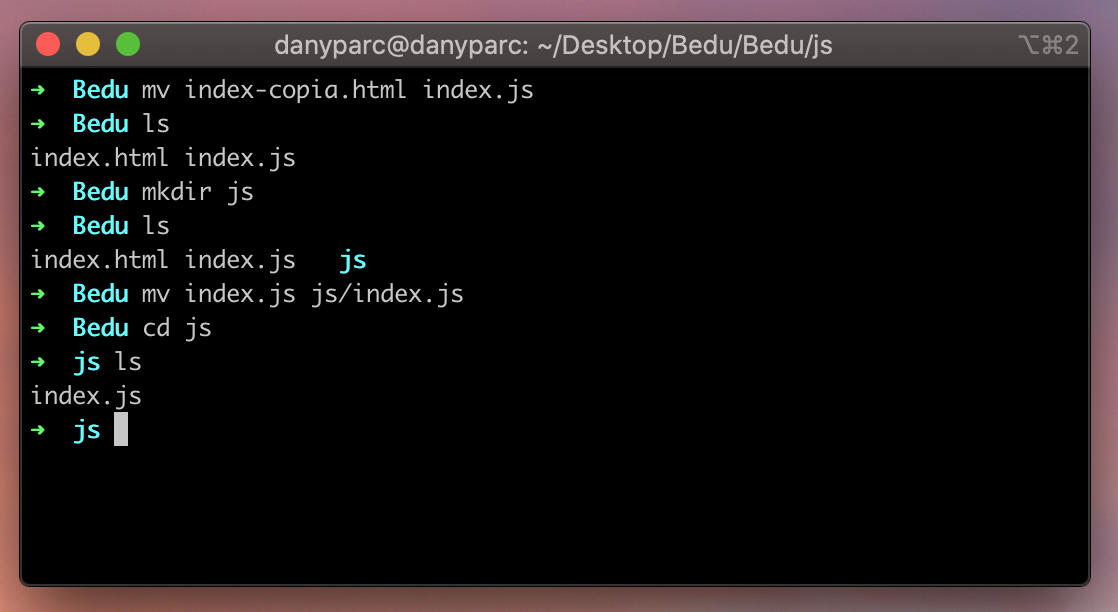 danyparc@danyparc: ~/Desktop/Bedu/Bedu/js ⌥⌘2
➜ Bedu mv index-copia.html index.js
➜ Bedu ls
index.html index.js
➜ Bedu mkdir js
➜ Bedu ls
index.html index.js js
➜ Bedu mv index.js js/index.js
➜ Bedu cd js
➜ js ls
index.js
➜ js